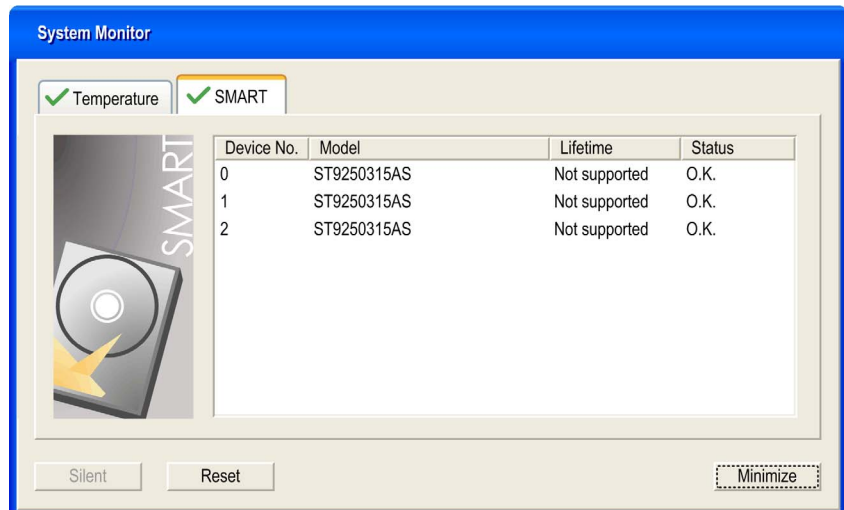 System Monitor
Temperature SMART
SMART
Device No. Model Lifetime Status
0 ST9250315AS Not supported O.K.
1 ST9250315AS Not supported O.K.
2 ST9250315AS Not supported O.K.
Silent Reset Minimize